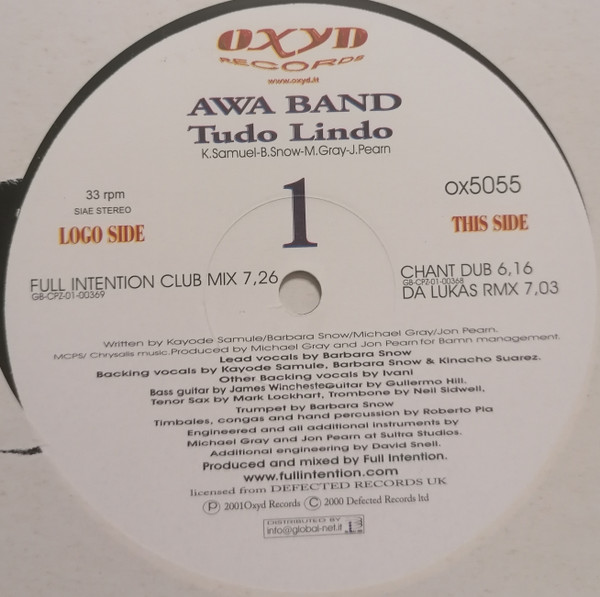 OXYD
RECORDS
www.oxyd.it
AWA BAND
Tudo Lindo
K.Samuel-B.Snow-M.Gray-J.Pearn
33 rpm
SIAE STEREO
LOGO SIDE
1
ox5055
THIS SIDE
FULL INTENTION CLUB MIX 7,26
GB-CPZ-01-00369
CHANT DUB 6,16
GB-CPZ-01-00368
DA LUKAS RMX 7,03
Written by Kayode Samule/Barbara Snow/Michael Gray/Jon Pearn.
MCPS/ Chrysalis music.Produced by Michael Gray and Jon Pearn for Bamn management.
Lead vocals by Barbara Snow
Backing vocals by Kayode Samule, Barbara Snow & Kinacho Suarez.
Other Backing vocals by Ivani
Bass guitar by James WinchesteGuitar by Guliermo Hill.
Tenor Sax by Mark Lockhart, Trombone by Neil Sidwell,
Trumpet by Barbara Snow
Timbales, congas and hand percussion by Roberto Pla
Engineered and all additional instruments by
Michael Gray and Jon Pearn at Sultra Studios.
Additional engineering by David Snell.
Produced and mixed by Full Intention.
www.fullintention.com
licensed from DEFECTED RECORDS UK
Ⓟ 2001Oxyd Records Ⓒ 2000 Defected Records ltd
DISTRIBUTED BY
info@global-net.it